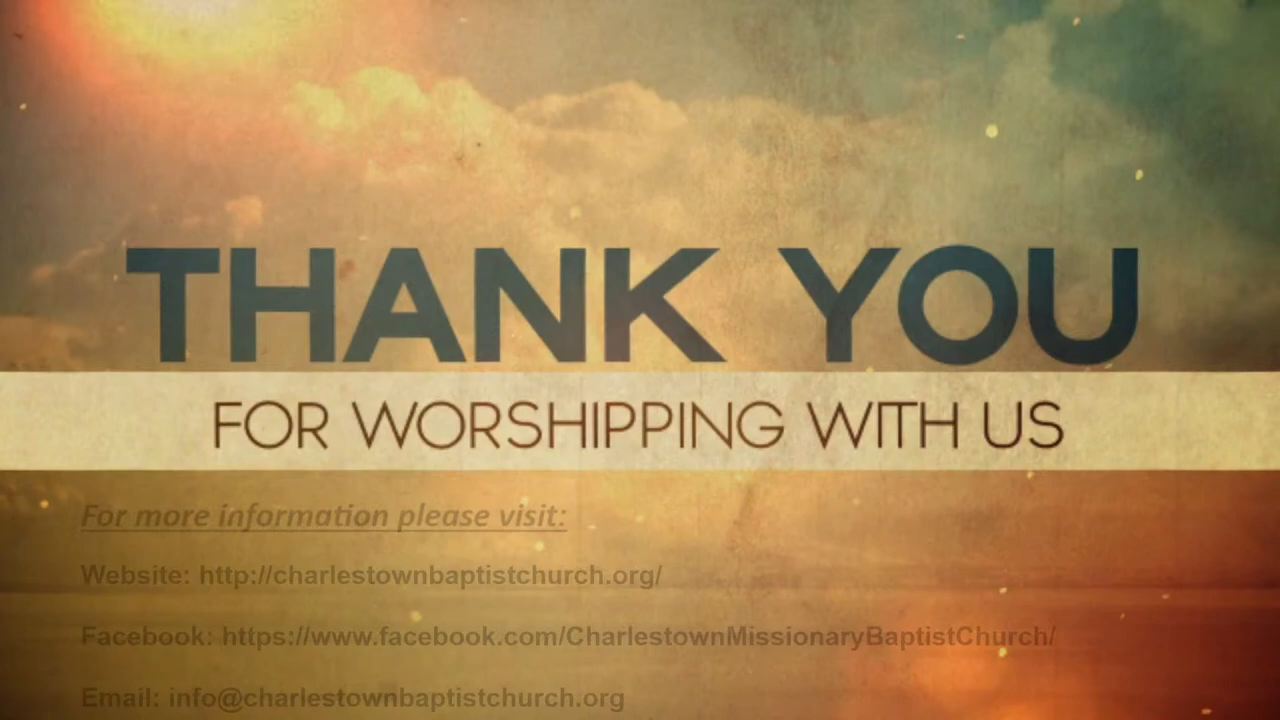 THANK YOU
FOR WORSHIPPING WITH US
For more information please visit:
Website: http://charlestownbaptistchurch.org/
Facebook: https://www.facebook.com/CharlestownMissionaryBaptistChurch/
Email: info@charlestownbaptistchurch.org